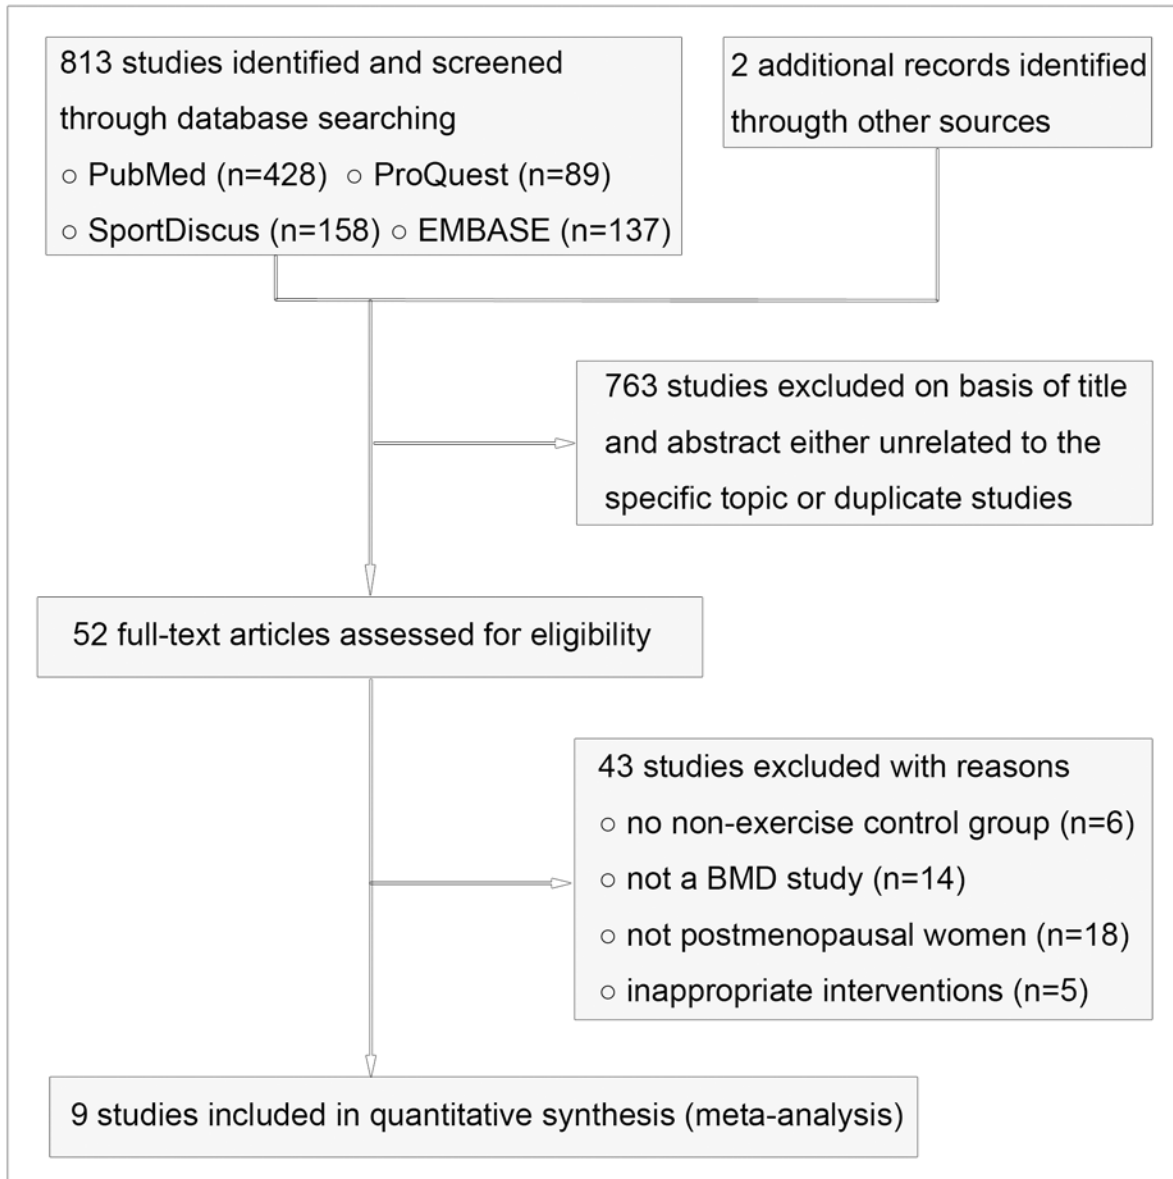 813 studies identified and screened
through database searching
○ PubMed (n=428) ○ ProQuest (n=89)
○ SportDiscus (n=158) ○ EMBASE (n=137)
2 additional records identified
througth other sources
763 studies excluded on basis of title
and abstract either unrelated to the
specific topic or duplicate studies
52 full-text articles assessed for eligibility
43 studies excluded with reasons
○ no non-exercise control group (n=6)
○ not a BMD study (n=14)
○ not postmenopausal women (n=18)
○ inappropriate interventions (n=5)
9 studies included in quantitative synthesis (meta-analysis)